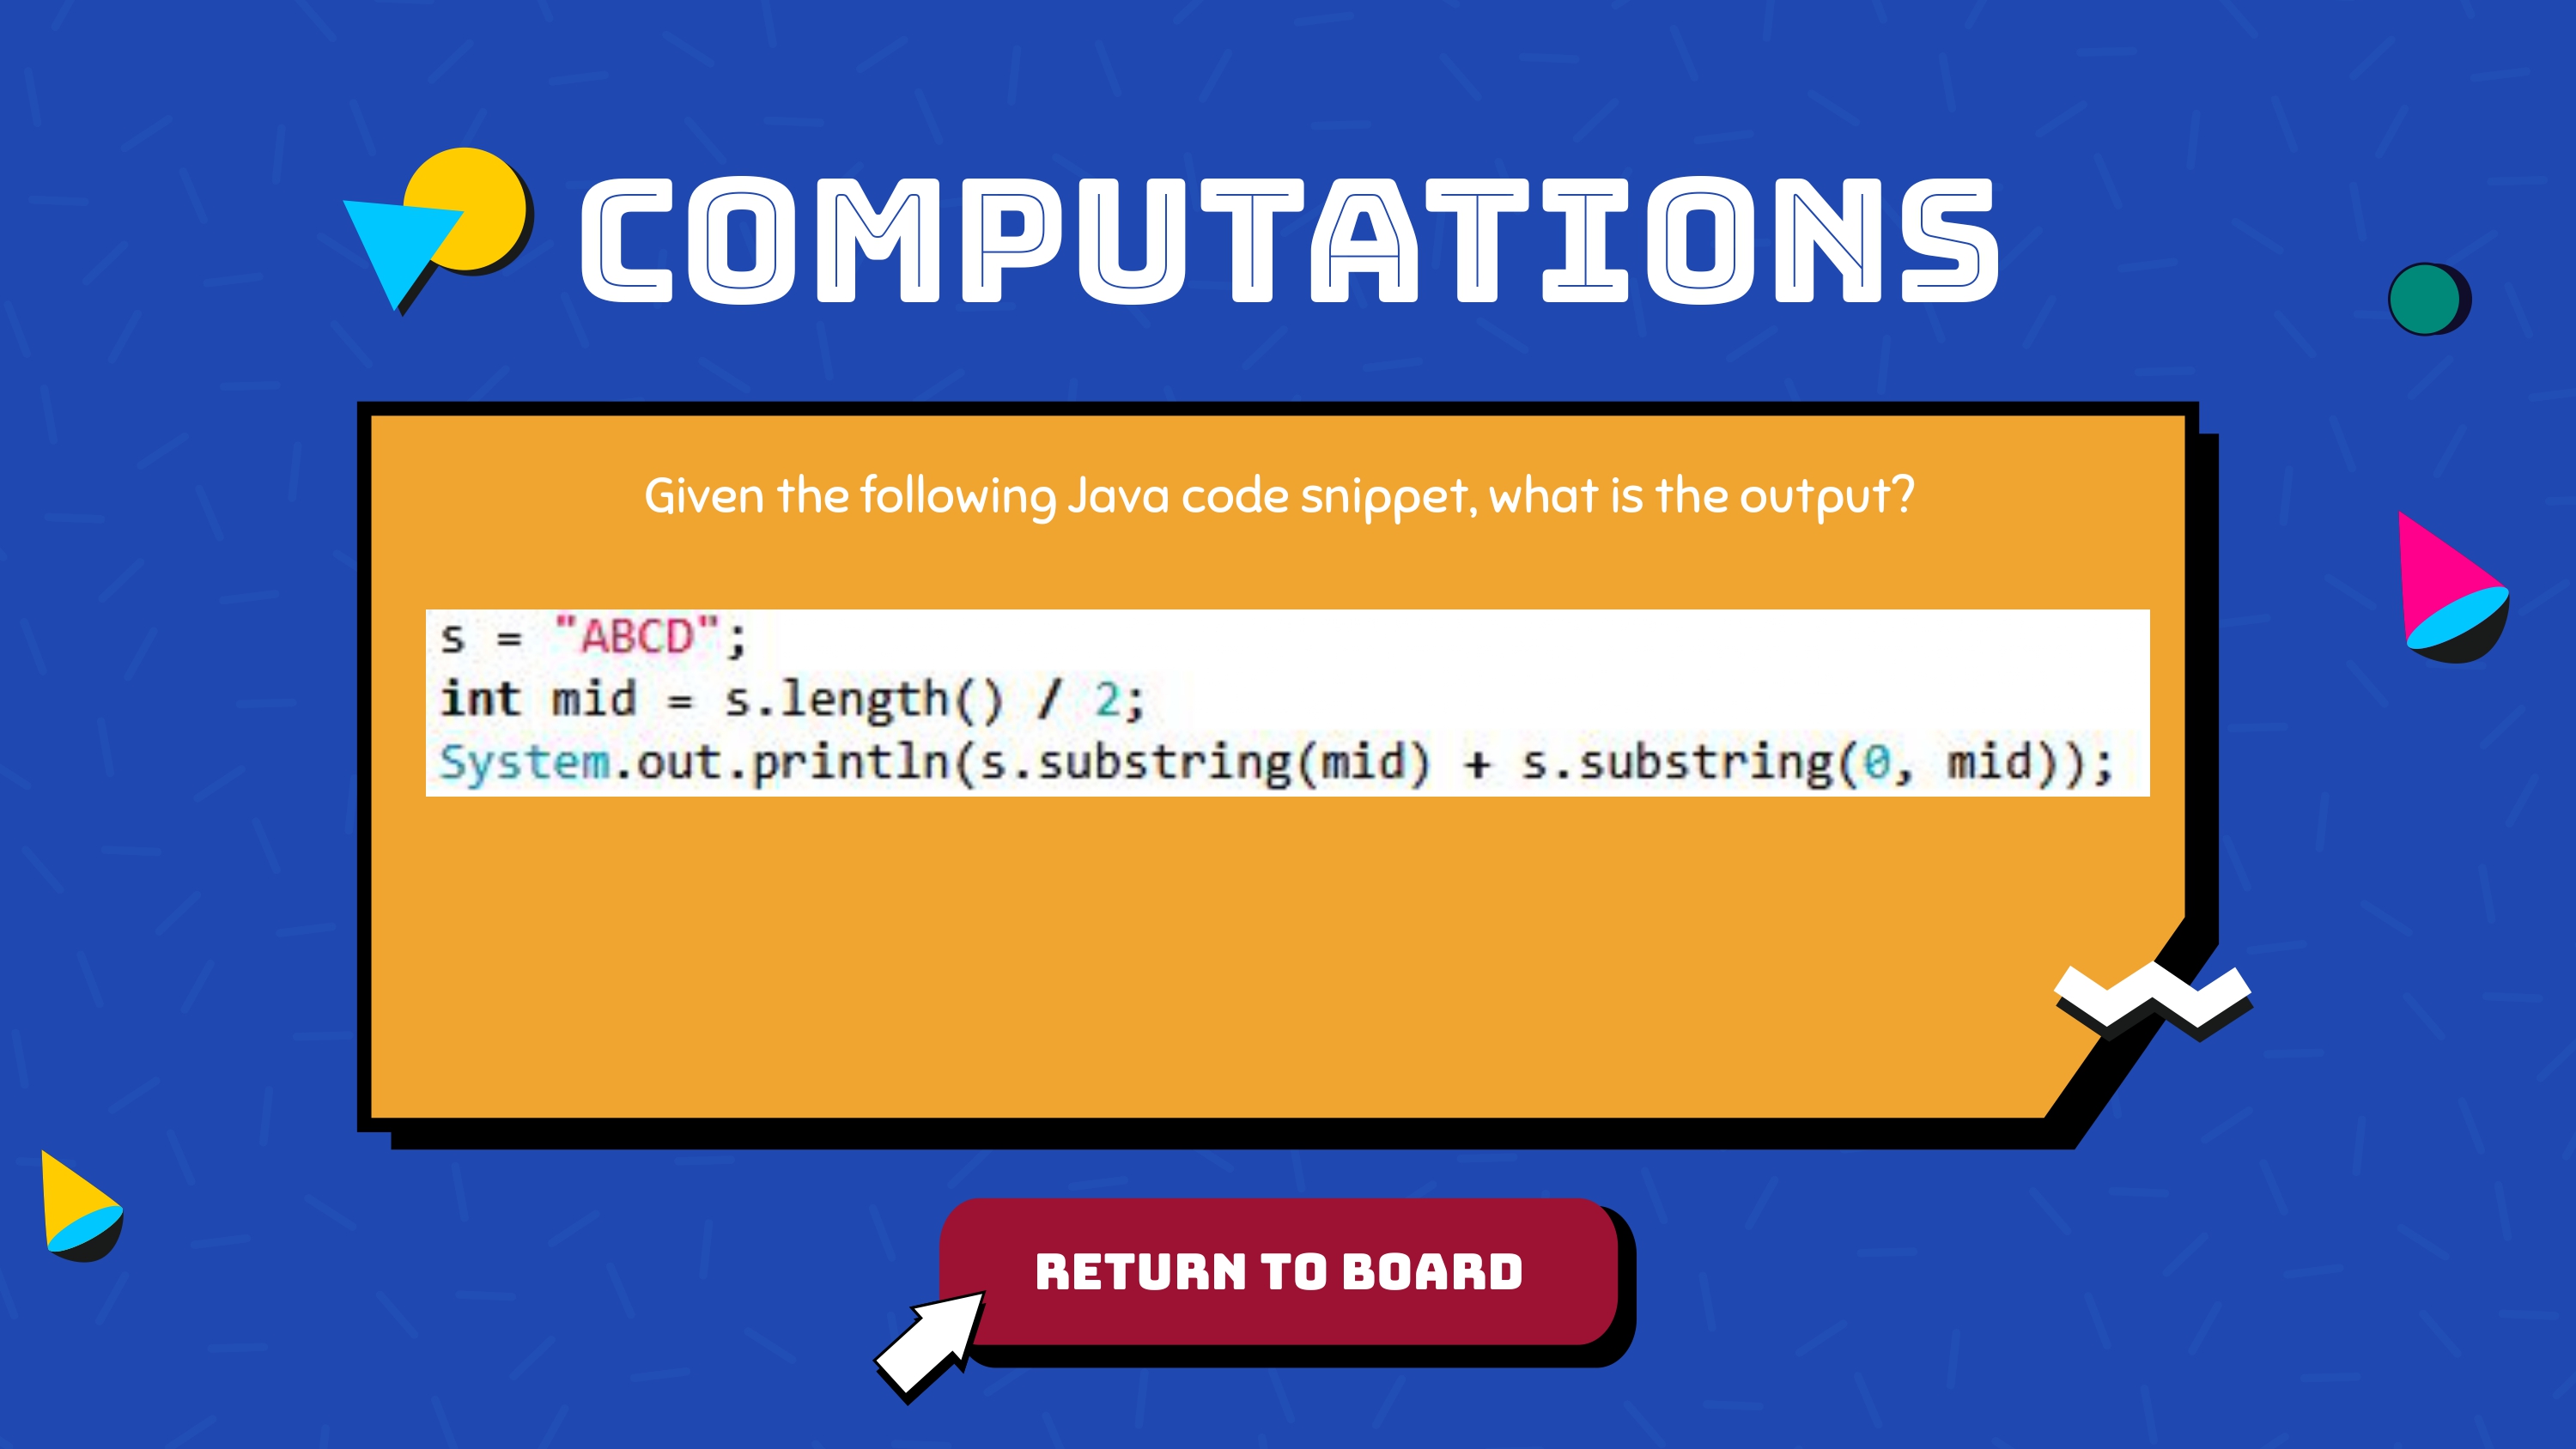 COMPUTATIONS
Given the following Java code snippet, what is the output?
s = "ABCD";
int mid = s.length() / 2;
System.out.println(s.substring(mid) + s.substring(0, mid));
RETURN TO BOARD